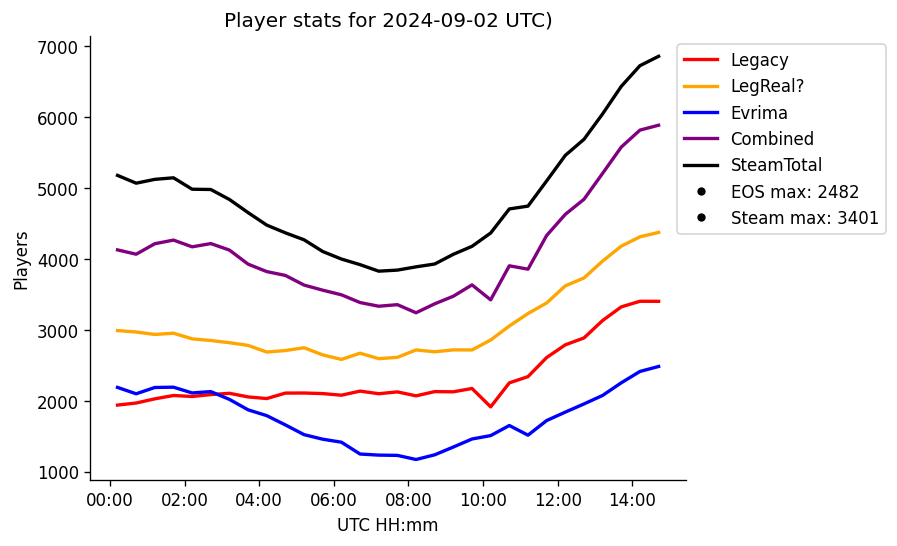 Player stats for 2024-09-02 UTC)
Players
7000
6000
5000
4000
3000
2000
1000
00:00 02:00 04:00 06:00 08:00 10:00 12:00 14:00
UTC HH:mm
Legacy
LegReal?
Evrima
Combined
SteamTotal
EOS max: 2482
Steam max: 3401